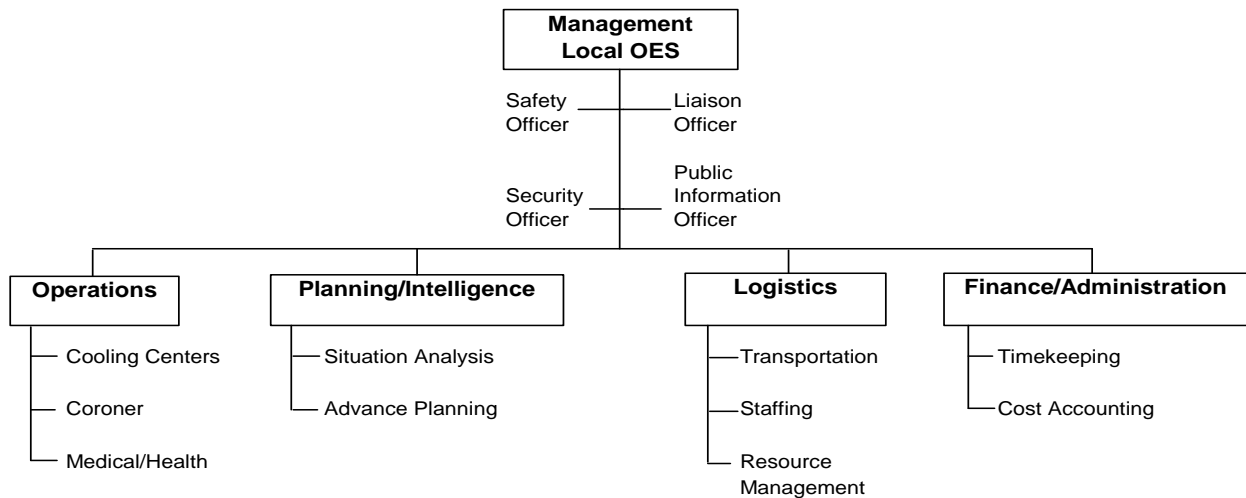 Management
Local OES
Safety
Officer
Liaison
Officer
Security
Officer
Public
Information
Officer
Operations
Planning/Intelligence
Logistics
Finance/Administration
Cooling Centers
Coroner
Medical/Health
Situation Analysis
Advance Planning
Transportation
Staffing
Resource
Management
Timekeeping
Cost Accounting